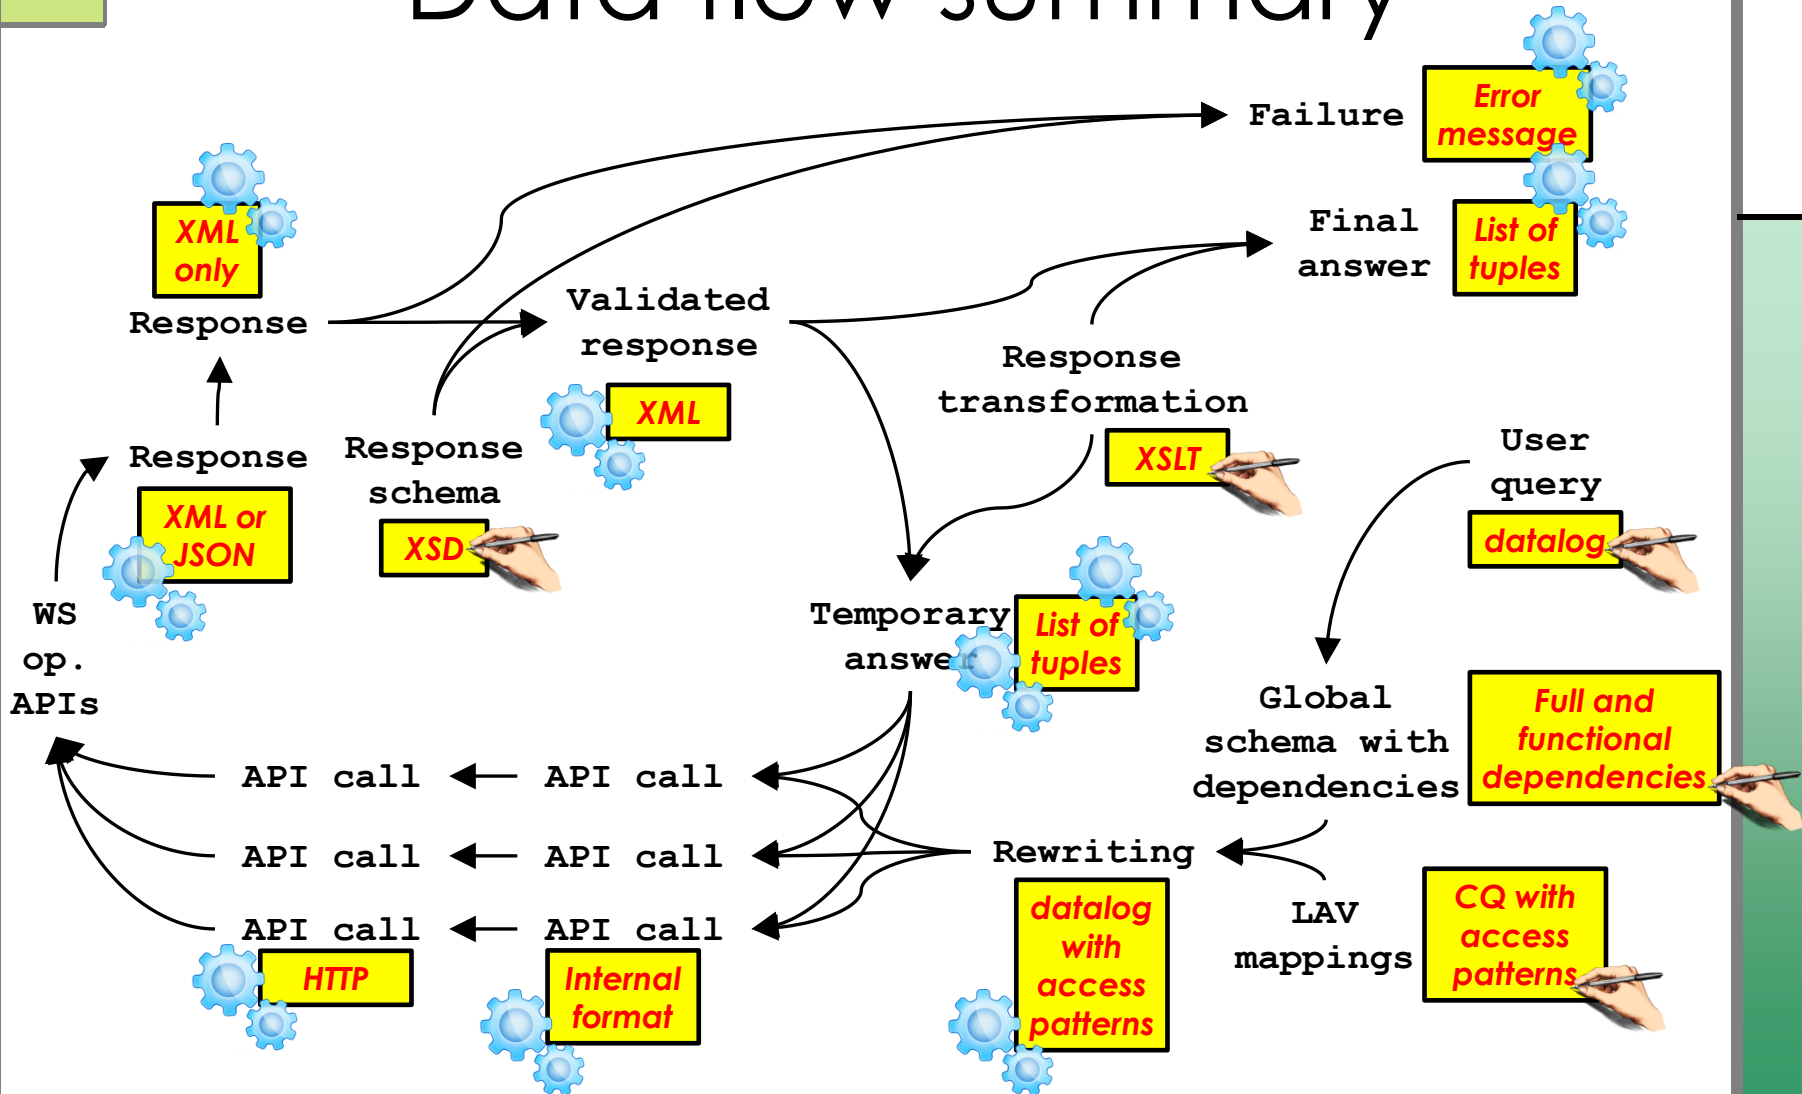 Data flow summary
Failure
Error
message
XML
only
Final
answer
List of
tuples
Response
Validated
response
XML
Response
transformation
XSLT
Response
XML or
JSON
Response
schema
XSD
User
query
datalog
WS
op.
APIs
Temporary
answer
List of
tuples
Global
schema with
dependencies
Full and
functional
dependencies
API call
API call
API call
API call
Rewriting
datalog
with
access
patterns
LAV
mappings
CQ with
access
patterns
API call
API call
HTTP
Internal
format